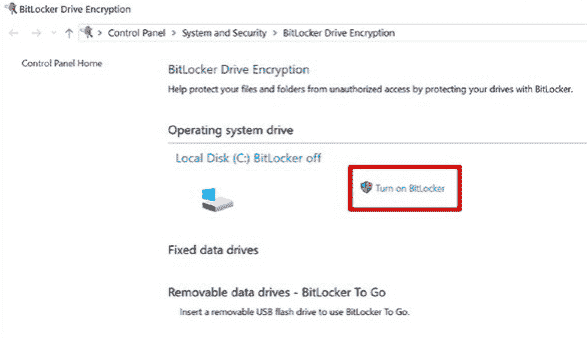 BitLocker Drive Encryption
Control Panel > System and Security > BitLocker Drive Encryption
Control Panel Home
BitLocker Drive Encryption
Help protect your files and folders from unauthorized access by protecting your drives with BitLocker.
Operating system drive
Local Disk (C:) BitLocker off
Turn on BitLocker
Fixed data drives
Removable data drives - BitLocker To Go
Insert a removable USB flash drive to use BitLocker To Go.